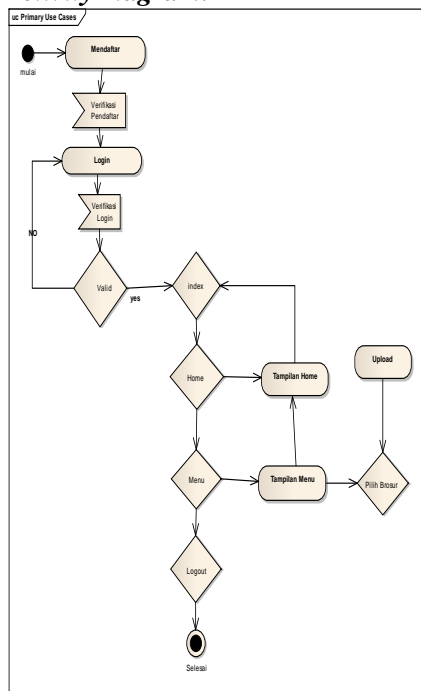 uc Primary Use Cases
mulai
Mendaftar
Verifikasi
Pendaftar
Login
Verifikasi
Login
NO
Valid
yes
index
Home
Tampilan Home
Upload
Menu
Tampilan Menu
Pilih Brosur
Logout
Selesai